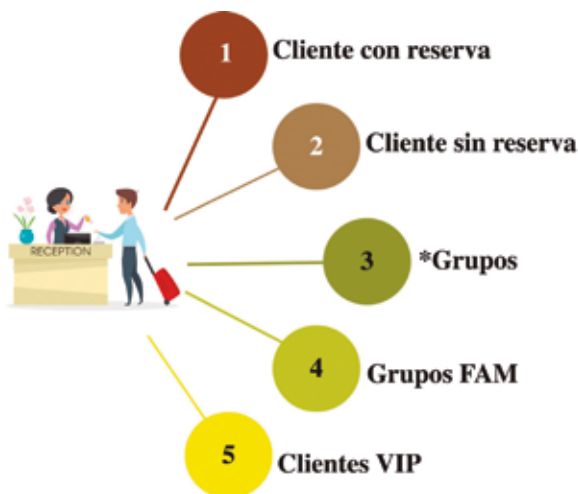 1 Cliente con reserva
2 Cliente sin reserva
RECEPTION
3 *Grupos
4 Grupos FAM
5 Clientes VIP